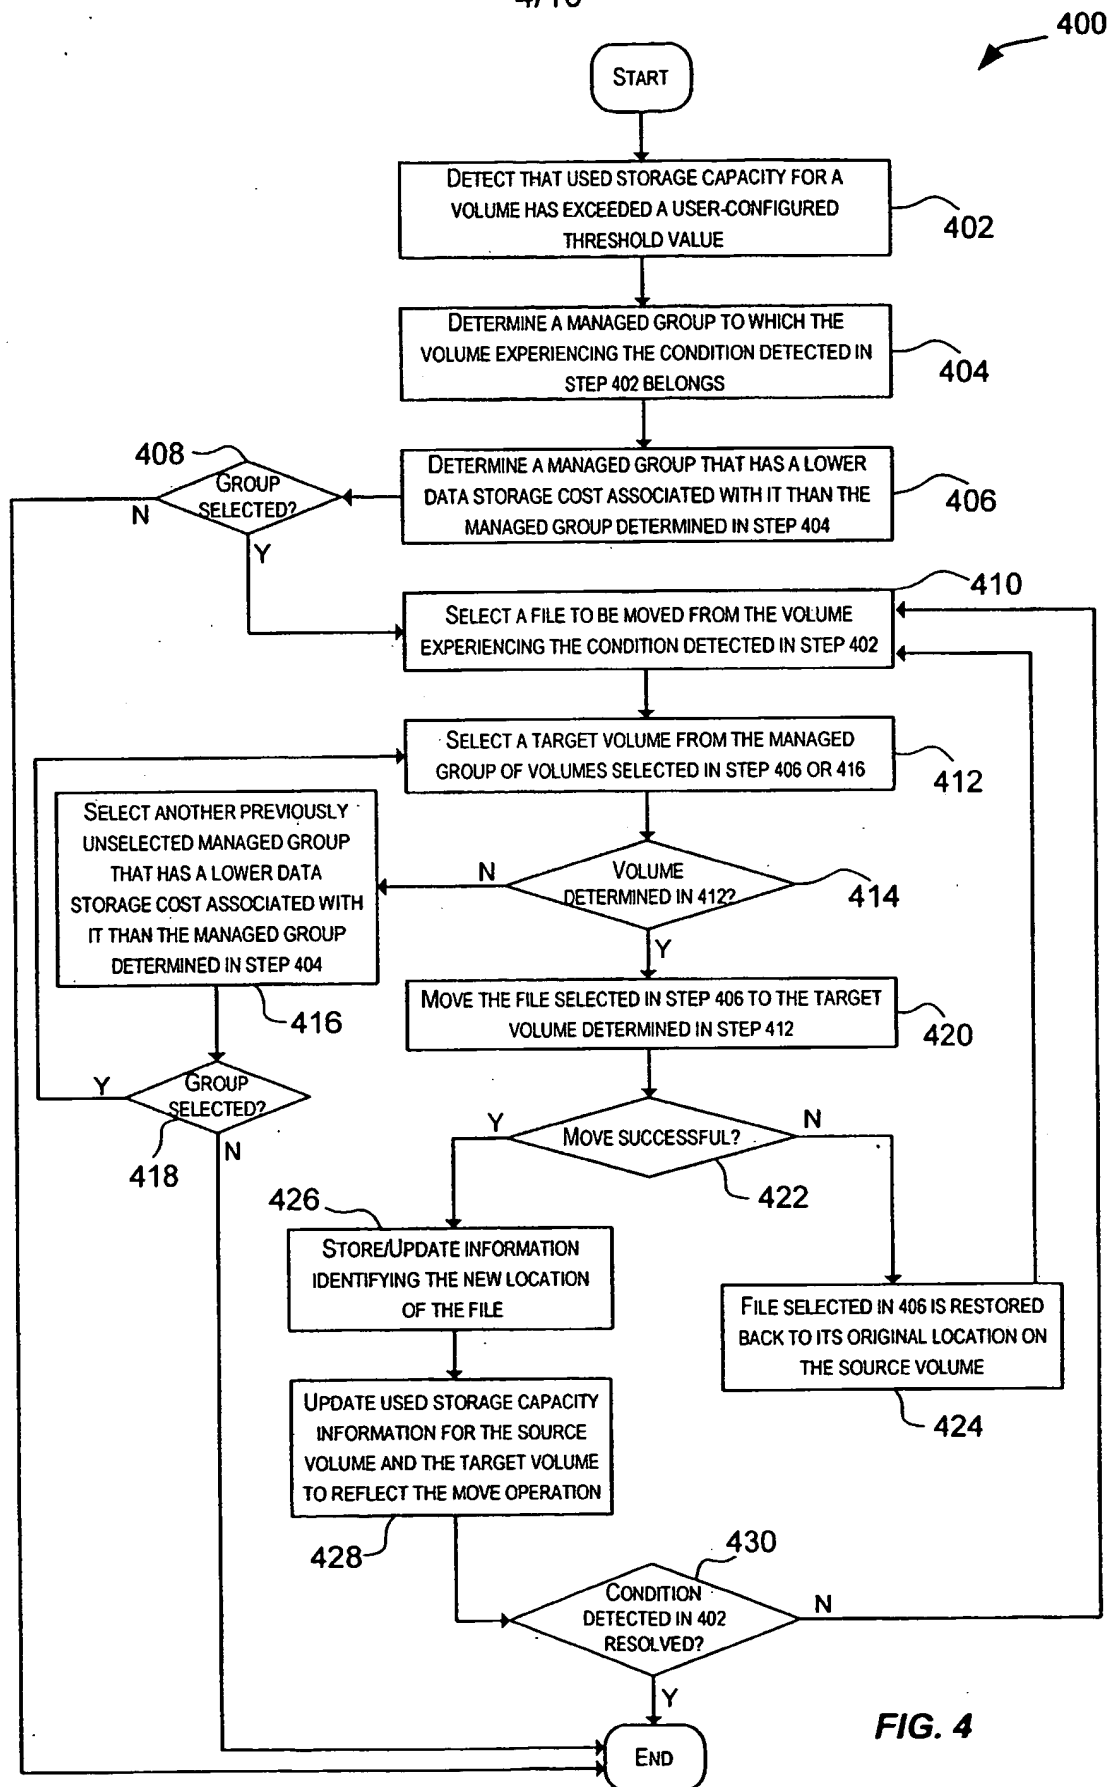 400
START
DETECT THAT USED STORAGE CAPACITY FOR A
VOLUME HAS EXCEEDED A USER-CONFIGURED
THRESHOLD VALUE
402
DETERMINE A MANAGED GROUP TO WHICH THE
VOLUME EXPERIENCING THE CONDITION DETECTED IN
STEP 402 BELONGS
404
DETERMINE A MANAGED GROUP THAT HAS A LOWER
DATA STORAGE COST ASSOCIATED WITH IT THAN THE
MANAGED GROUP DETERMINED IN STEP 404
406
408
GROUP
SELECTED?
N
Y
410
SELECT A FILE TO BE MOVED FROM THE VOLUME
EXPERIENCING THE CONDITION DETECTED IN STEP 402
SELECT A TARGET VOLUME FROM THE MANAGED
GROUP OF VOLUMES SELECTED IN STEP 406 OR 416
412
VOLUME
DETERMINED IN 412?
414
N
Y
SELECT ANOTHER PREVIOUSLY
UNSELECTED MANAGED GROUP
THAT HAS A LOWER DATA
STORAGE COST ASSOCIATED WITH
IT THAN THE MANAGED GROUP
DETERMINED IN STEP 404
416
MOVE THE FILE SELECTED IN STEP 406 TO THE TARGET
VOLUME DETERMINED IN STEP 412
420
GROUP
SELECTED?
Y
N
418
MOVE SUCCESSFUL?
Y
N
422
426
STORE/UPDATE INFORMATION
IDENTIFYING THE NEW LOCATION
OF THE FILE
FILE SELECTED IN 406 IS RESTORED
BACK TO ITS ORIGINAL LOCATION ON
THE SOURCE VOLUME
424
UPDATE USED STORAGE CAPACITY
INFORMATION FOR THE SOURCE
VOLUME AND THE TARGET VOLUME
TO REFLECT THE MOVE OPERATION
428
430
CONDITION
DETECTED IN 402
RESOLVED?
N
Y
END
FIG. 4